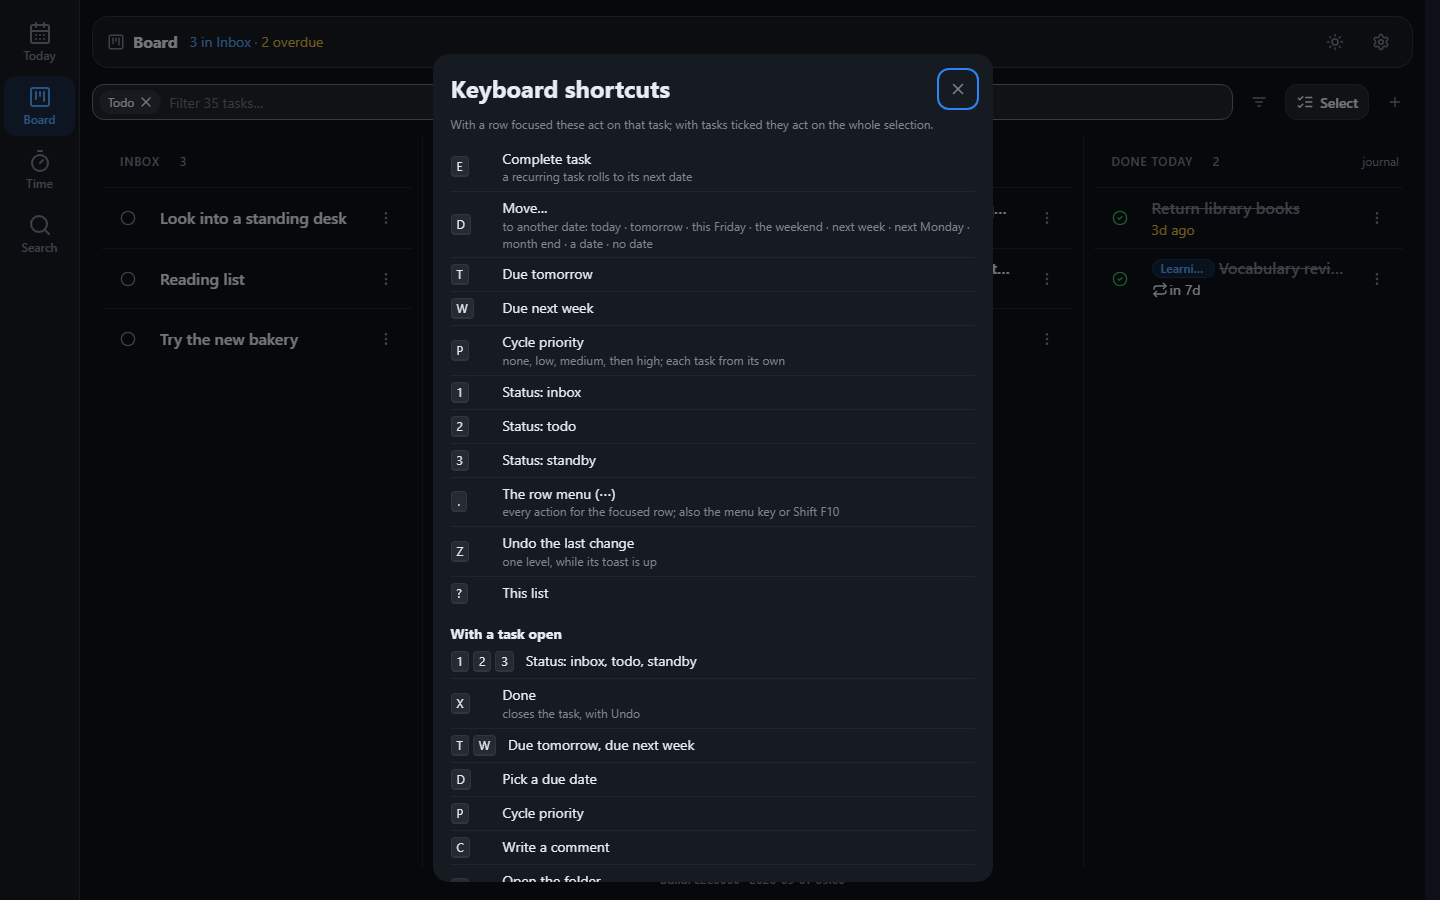 Today
Board
Time
Search
Board 3 in Inbox · 2 overdue
Todo Filter 35 tasks...
Select
INBOX 3
Look into a standing desk
Reading list
Try the new bakery
Keyboard shortcuts
With a row focused these act on that task; with tasks ticked they act on the whole selection.
E Complete task
a recurring task rolls to its next date
D Move...
to another date: today · tomorrow · this Friday · the weekend · next week · next Monday ·
month end · a date · no date
T Due tomorrow
W Due next week
P Cycle priority
none, low, medium, then high; each task from its own
1 Status: inbox
2 Status: todo
3 Status: standby
. The row menu (···)
every action for the focused row; also the menu key or Shift F10
Z Undo the last change
one level, while its toast is up
? This list
With a task open
1 2 3 Status: inbox, todo, standby
X Done
closes the task, with Undo
T W Due tomorrow, due next week
D Pick a due date
P Cycle priority
C Write a comment
Open the folder
DONE TODAY 2 journal
Return library books
3d ago
Learni... Vocabulary revi...
in 7d